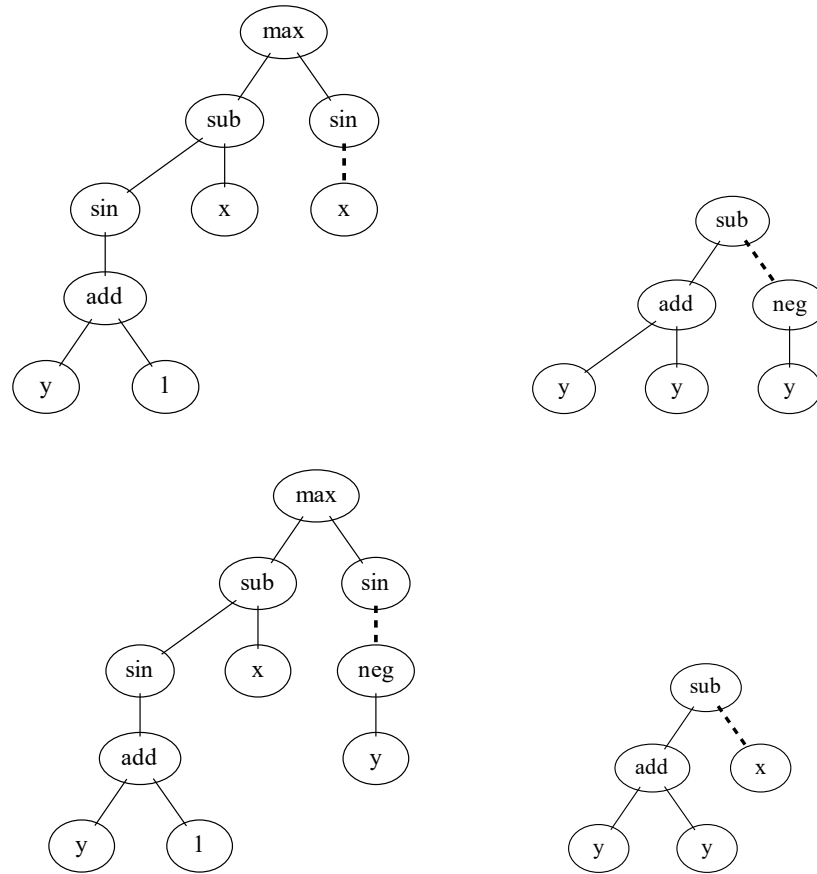 max
sub sin
sin x x
add
y 1
sub
add neg
y y y
max
sub sin
sin x neg
add y
y 1
sub
add x
y y